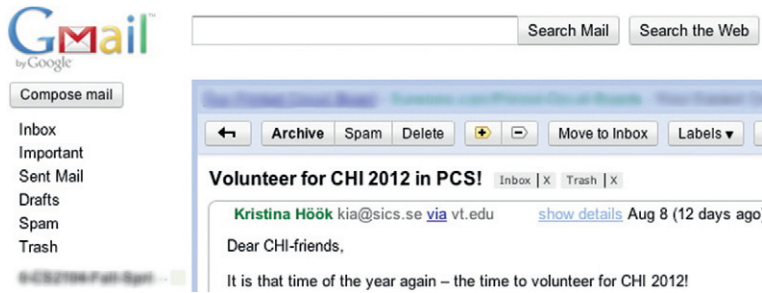 Gmail
by Google
Search Mail Search the Web
Compose mail
Inbox
Important
Sent Mail
Drafts
Spam
Trash
Archive Spam Delete Move to Inbox Labels ▾
Volunteer for CHI 2012 in PCS! Inbox | X Trash | X
Kristina Höök kia@sics.se via vt.edu show details Aug 8 (12 days ago)
Dear CHI-friends,
It is that time of the year again – the time to volunteer for CHI 2012!